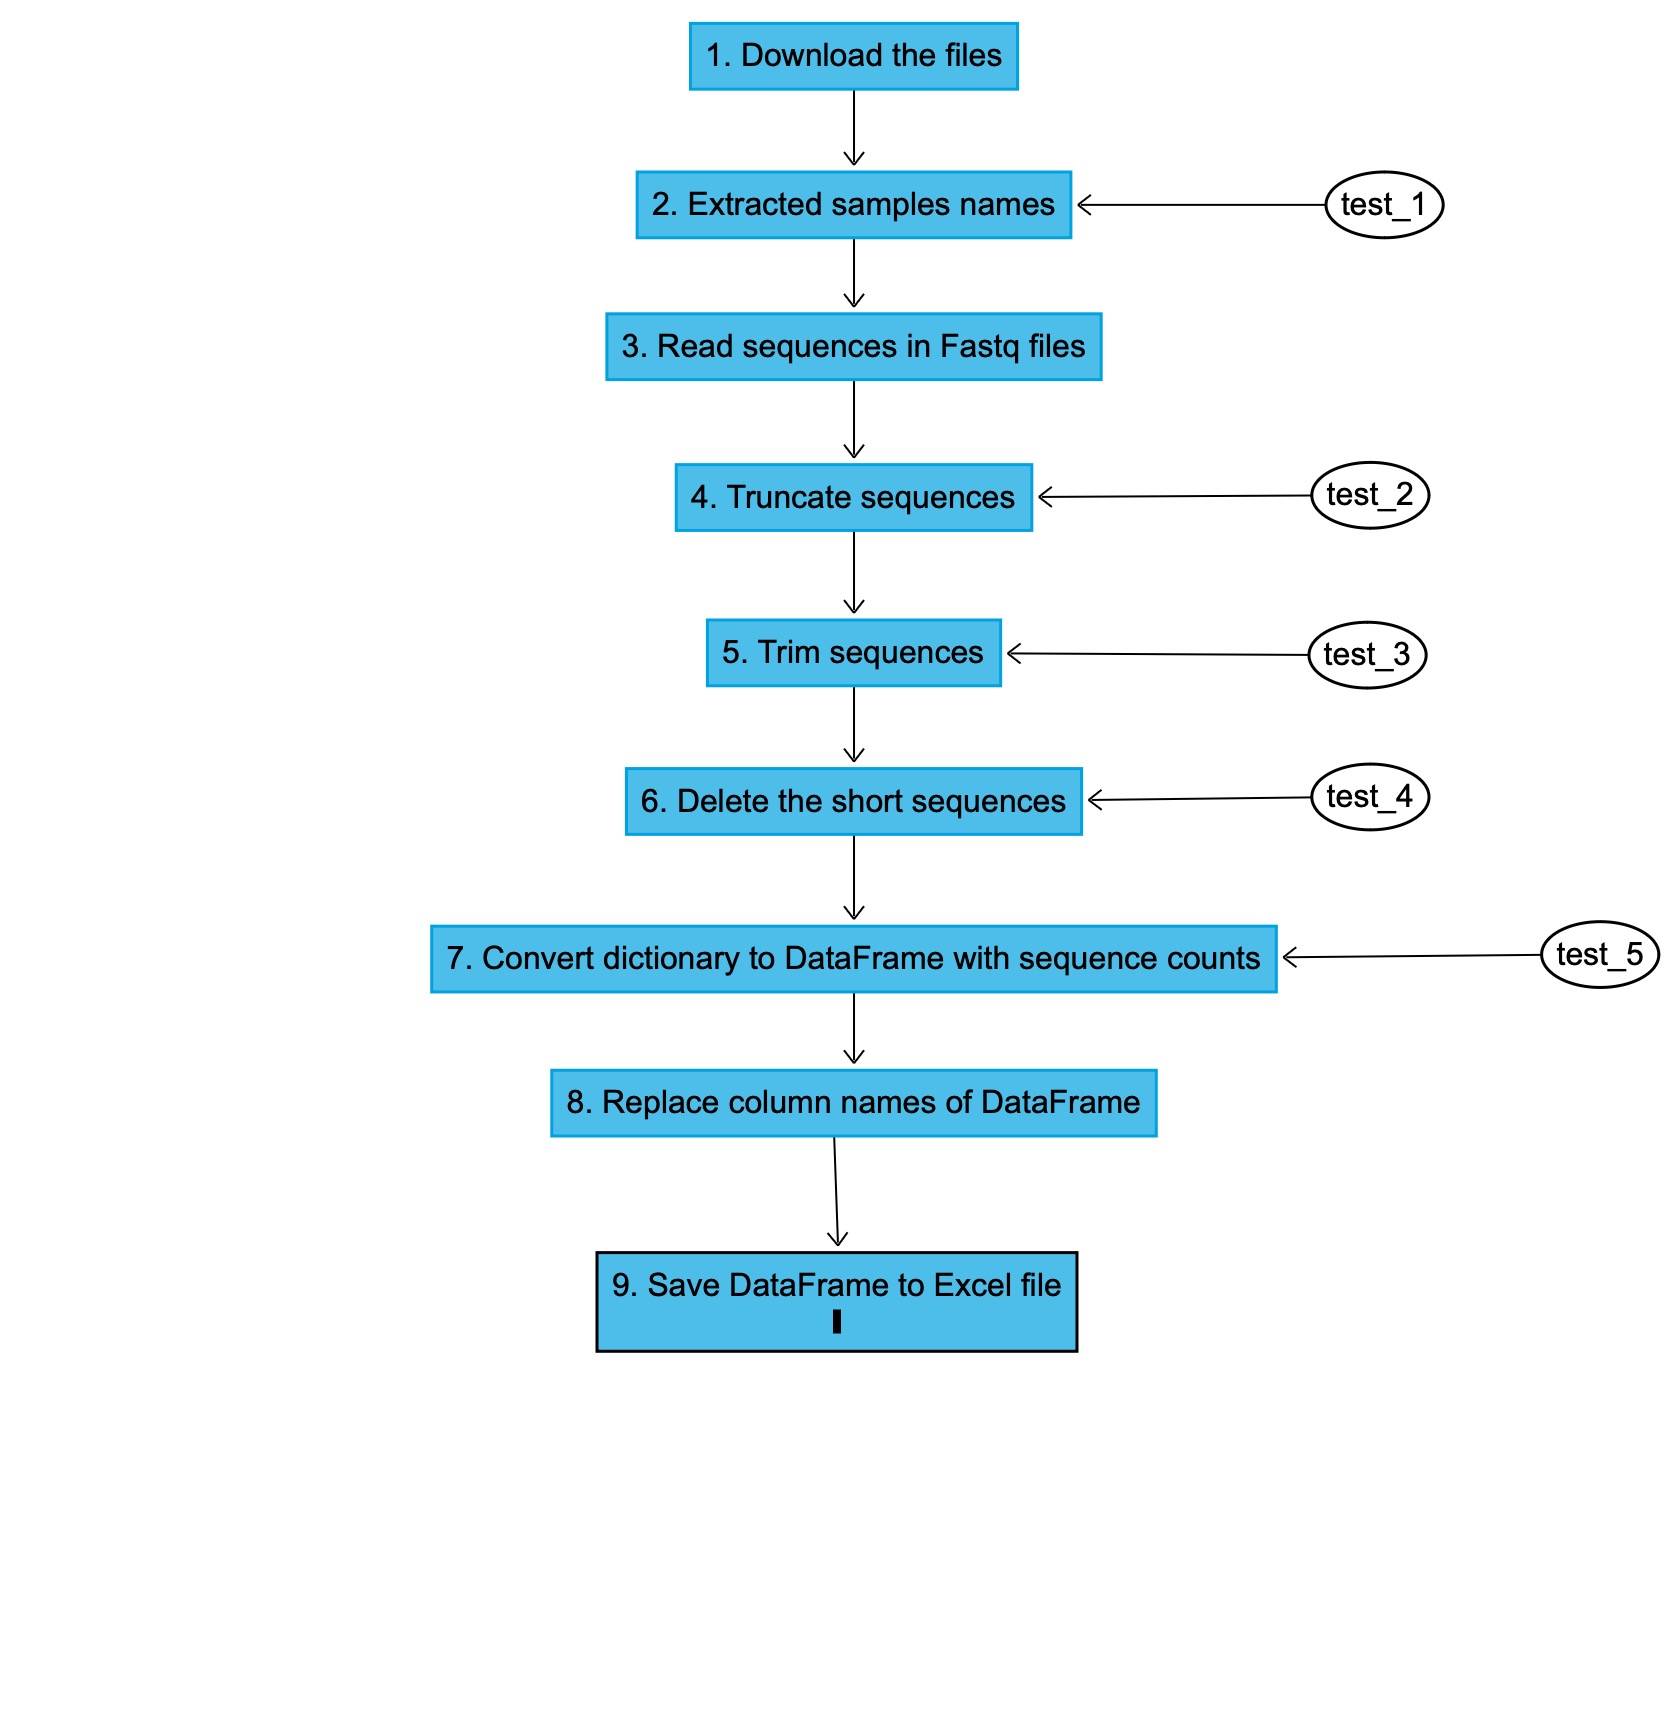 1. Download the files
2. Extracted samples names
test_1
3. Read sequences in Fastq files
4. Truncate sequences
test_2
5. Trim sequences
test_3
6. Delete the short sequences
test_4
7. Convert dictionary to DataFrame with sequence counts
test_5
8. Replace column names of DataFrame
9. Save DataFrame to Excel file